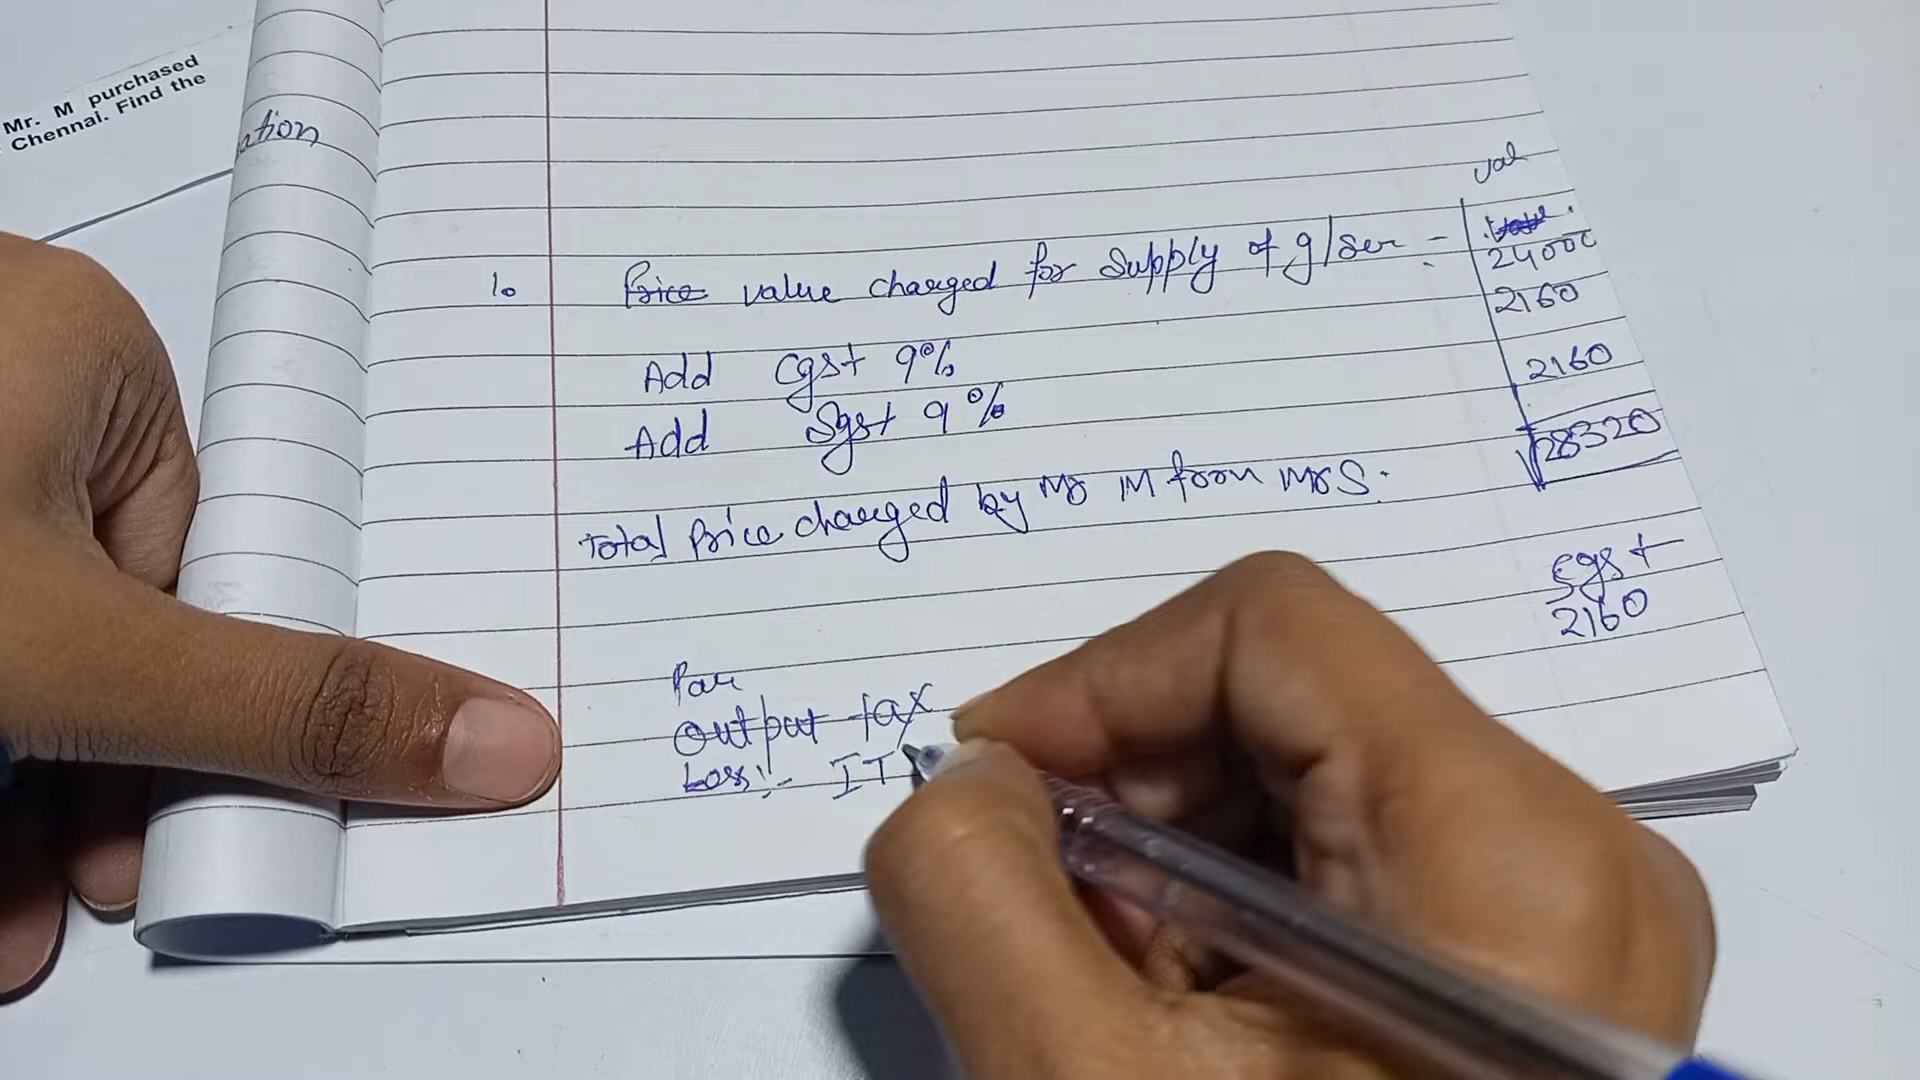 Mr. M purchased
Chennai. Find the
ation
val
1. Price value charged for Supply of g/ser - 24000
Add Cgst 9% 2160
Add Sgst 9% 2160
Total Price charged by Mr M from Mr S. 28320
Cgst
2160
Par
Output tax
Less:- IT